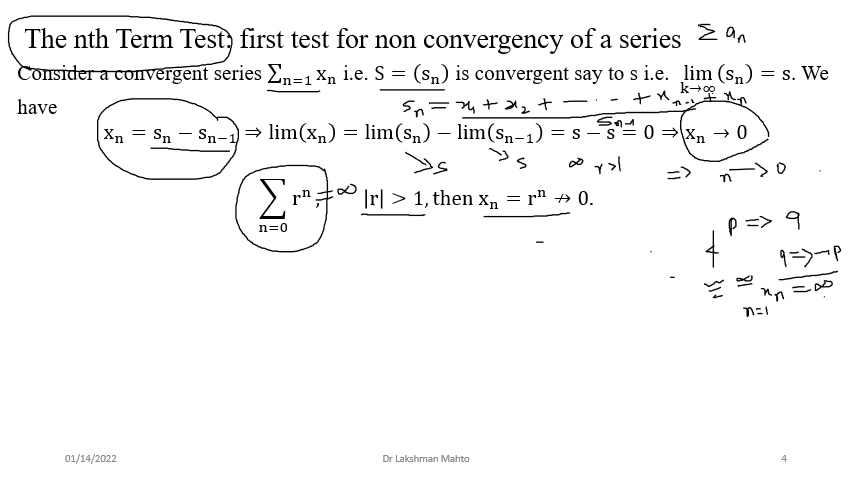 The nth Term Test: first test for non convergency of a series Σ aₙ
Consider a convergent series ∑ₙ₌₁ xₙ i.e. S = (sₙ) is convergent say to s i.e. lim k→∞ (sₙ) = s. We
have
sₙ = x₁ + x₂ + — · · + xₙ₋₁ + xₙ
sₙ₋₁
xₙ = sₙ − sₙ₋₁ ⇒ lim(xₙ) = lim(sₙ) − lim(sₙ₋₁) = s − s = 0 ⇒ xₙ → 0
s s ∞ r>1 => n → 0
∑ n=0 rⁿ, = ∞ |r| > 1, then xₙ = rⁿ ↛ 0.
p => q
q => ¬p
xₙ = ∞
n=1
01/14/2022
Dr Lakshman Mahto
4